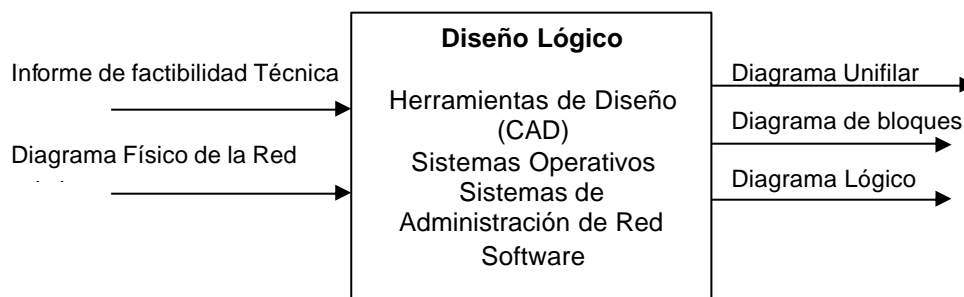 Diseño Lógico
Informe de factibilidad Técnica
Diagrama Físico de la Red
Herramientas de Diseño
(CAD)
Sistemas Operativos
Sistemas de
Administración de Red
Software
Diagrama Unifilar
Diagrama de bloques
Diagrama Lógico